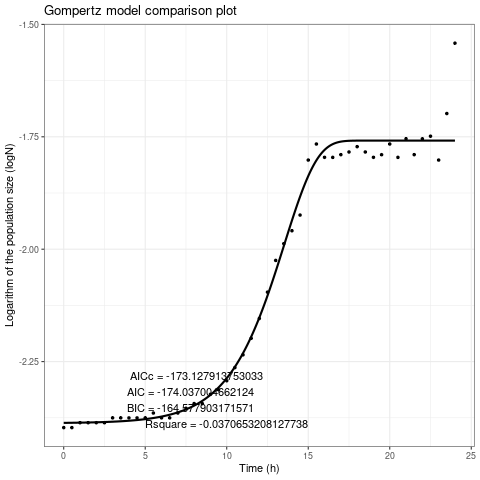 Gompertz model comparison plot
Logarithm of the population size (logN)
-1.50
-1.75
-2.00
-2.25
AICc = -173.127913753033
AIC = -174.037004662124
BIC = -164.577903171571
Rsquare = -0.0370653208127738
0 5 10 15 20 25
Time (h)